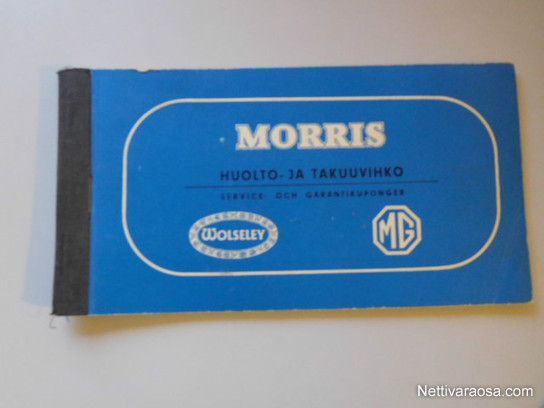 MORRIS
HUOLTO- JA TAKUUVIHKO
SERVICE- OCH GARANTIKUPONGER
WOLSELEY
MG
Nettivaraosa.com